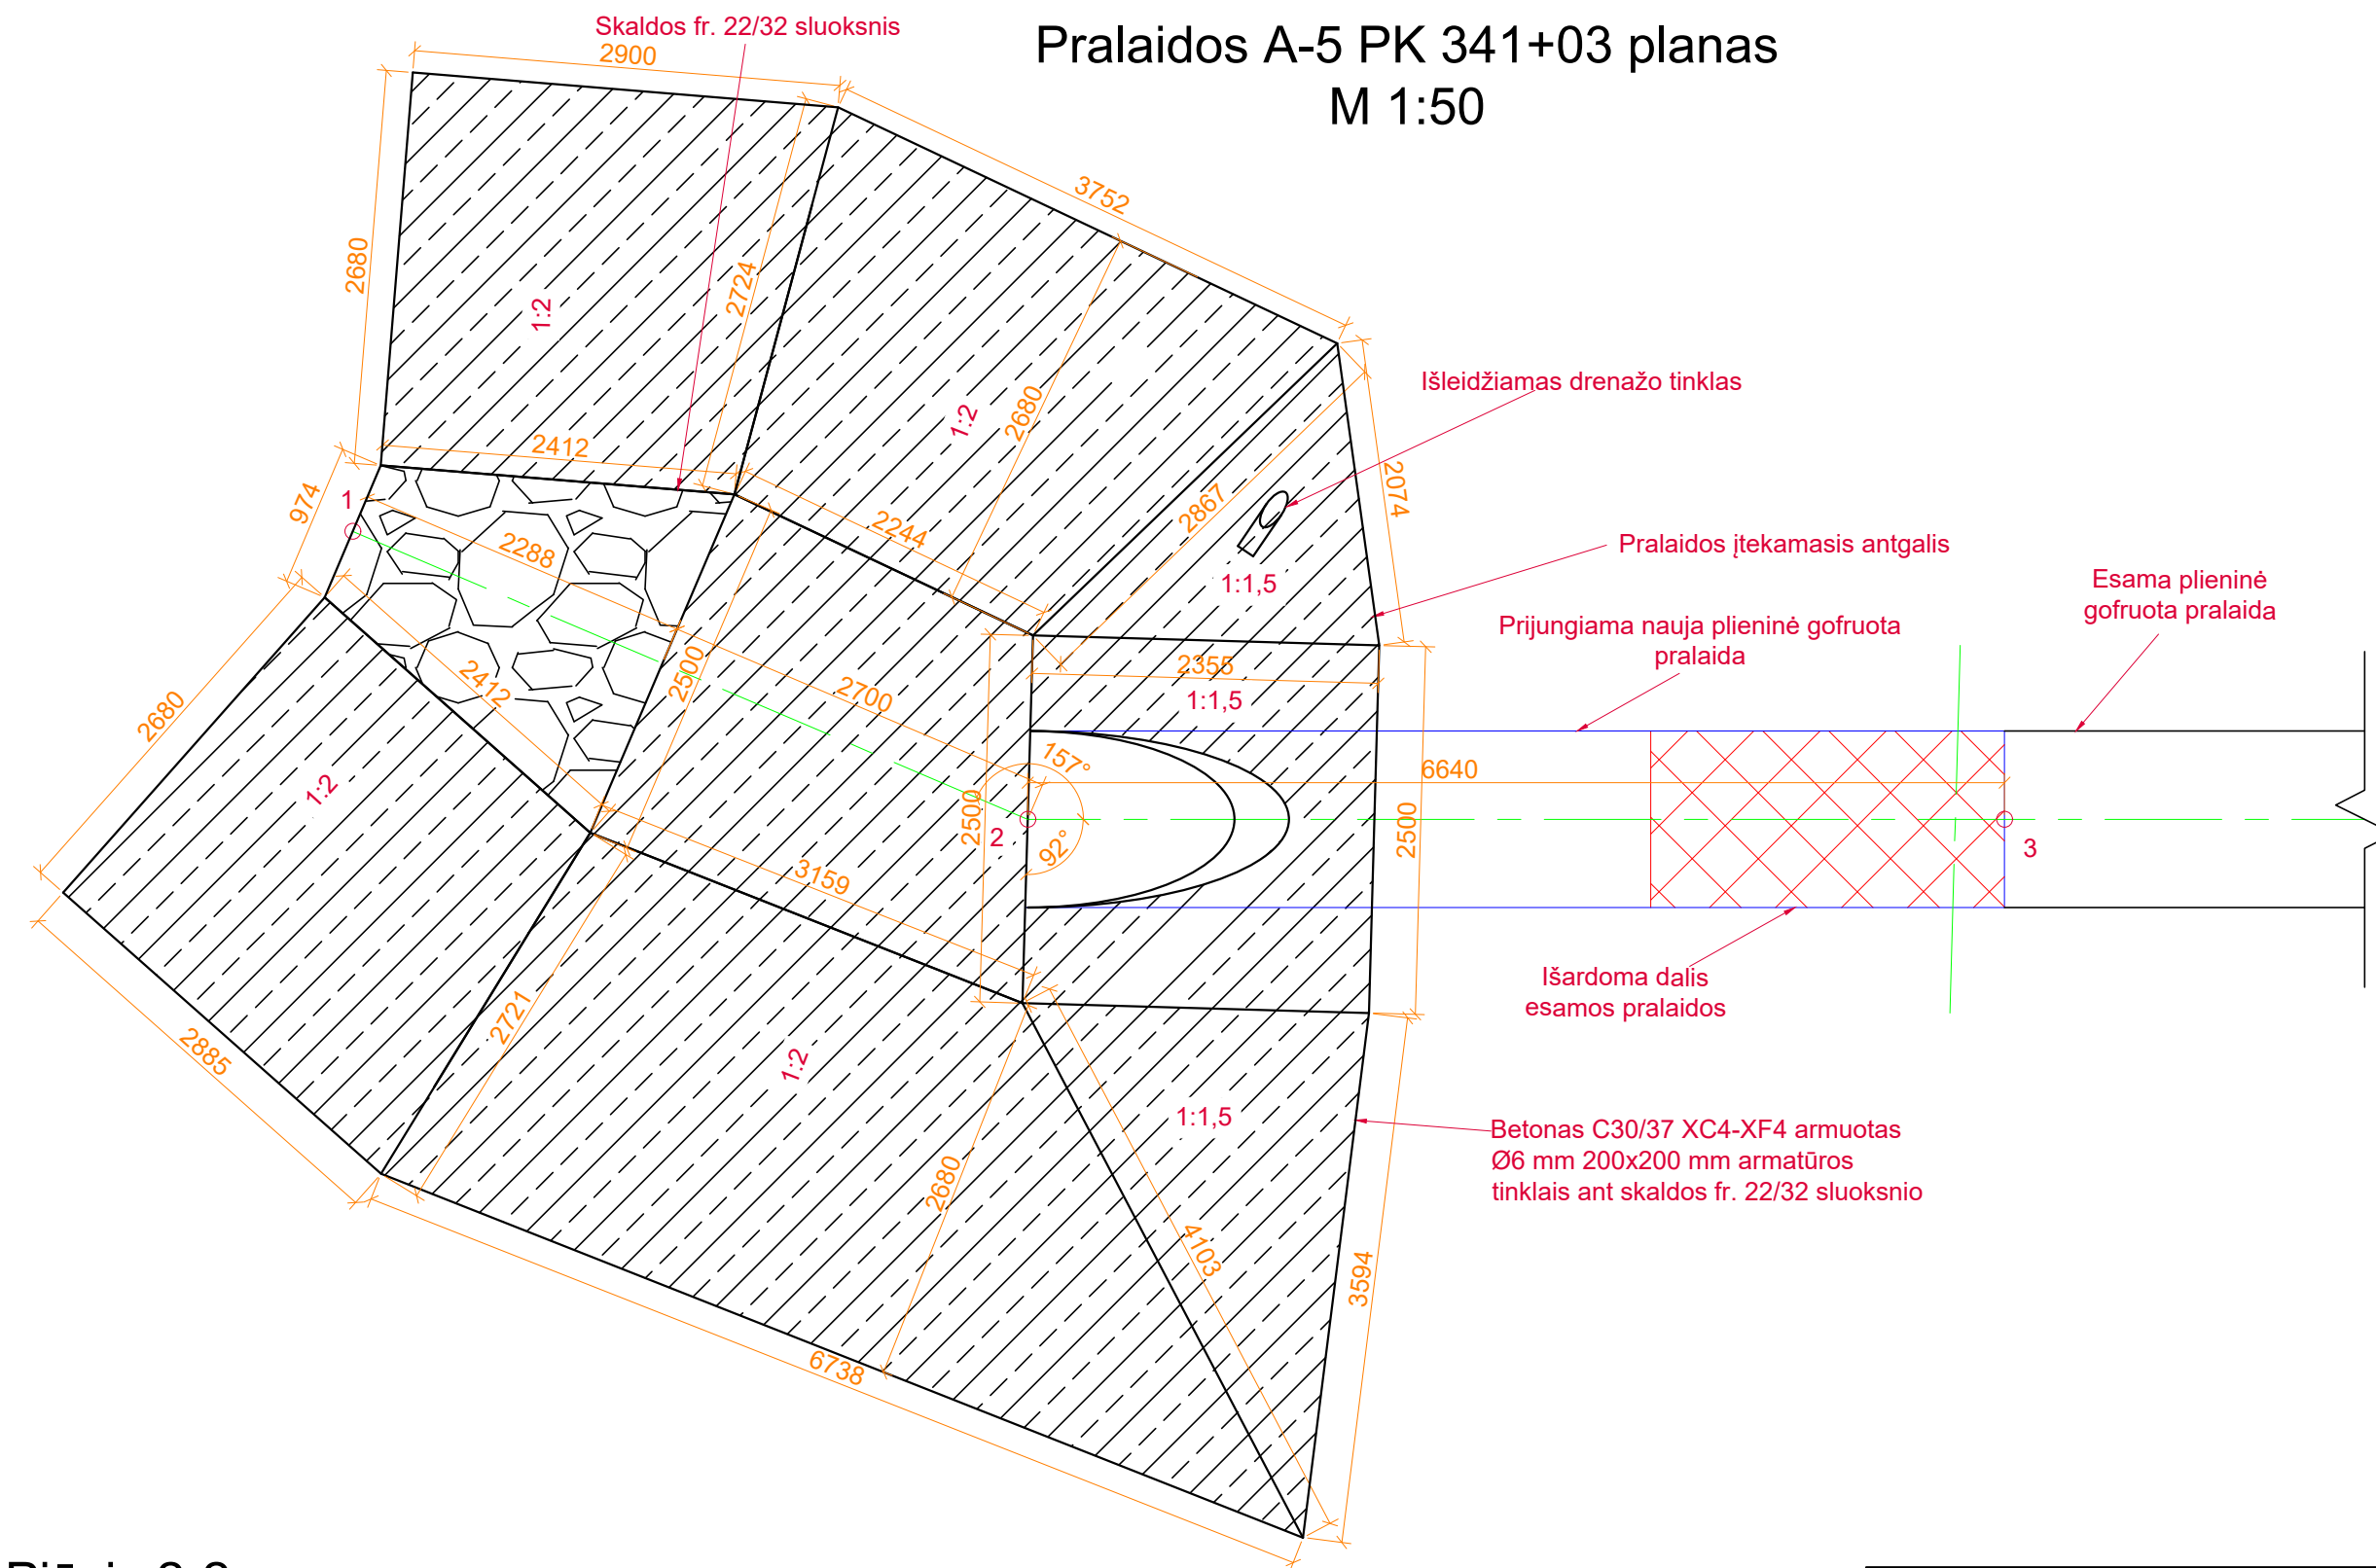 Pralaidos A-5 PK 341+03 planas
M 1:50
Skaldos fr. 22/32 sluoksnis
2900
3752
2680
2724
1:2
2680
1:2
Išleidžiamas drenažo tinklas
2412
2867
2074
974
1
2244
2288
Pralaidos įtekamasis antgalis
1:1,5
Esama plieninė
gofruota pralaida
Prijungiama nauja plieninė gofruota
pralaida
2412
2500
2700
2355
1:1,5
2680
157°
6640
1:2
2500
2
92°
2500
3
3159
Išardoma dalis
esamos pralaidos
2721
2885
1:2
1:1,5
Betonas C30/37 XC4-XF4 armuotas
Ø6 mm 200x200 mm armatūros
tinklais ant skaldos fr. 22/32 sluoksnio
2680
4103
3594
6738